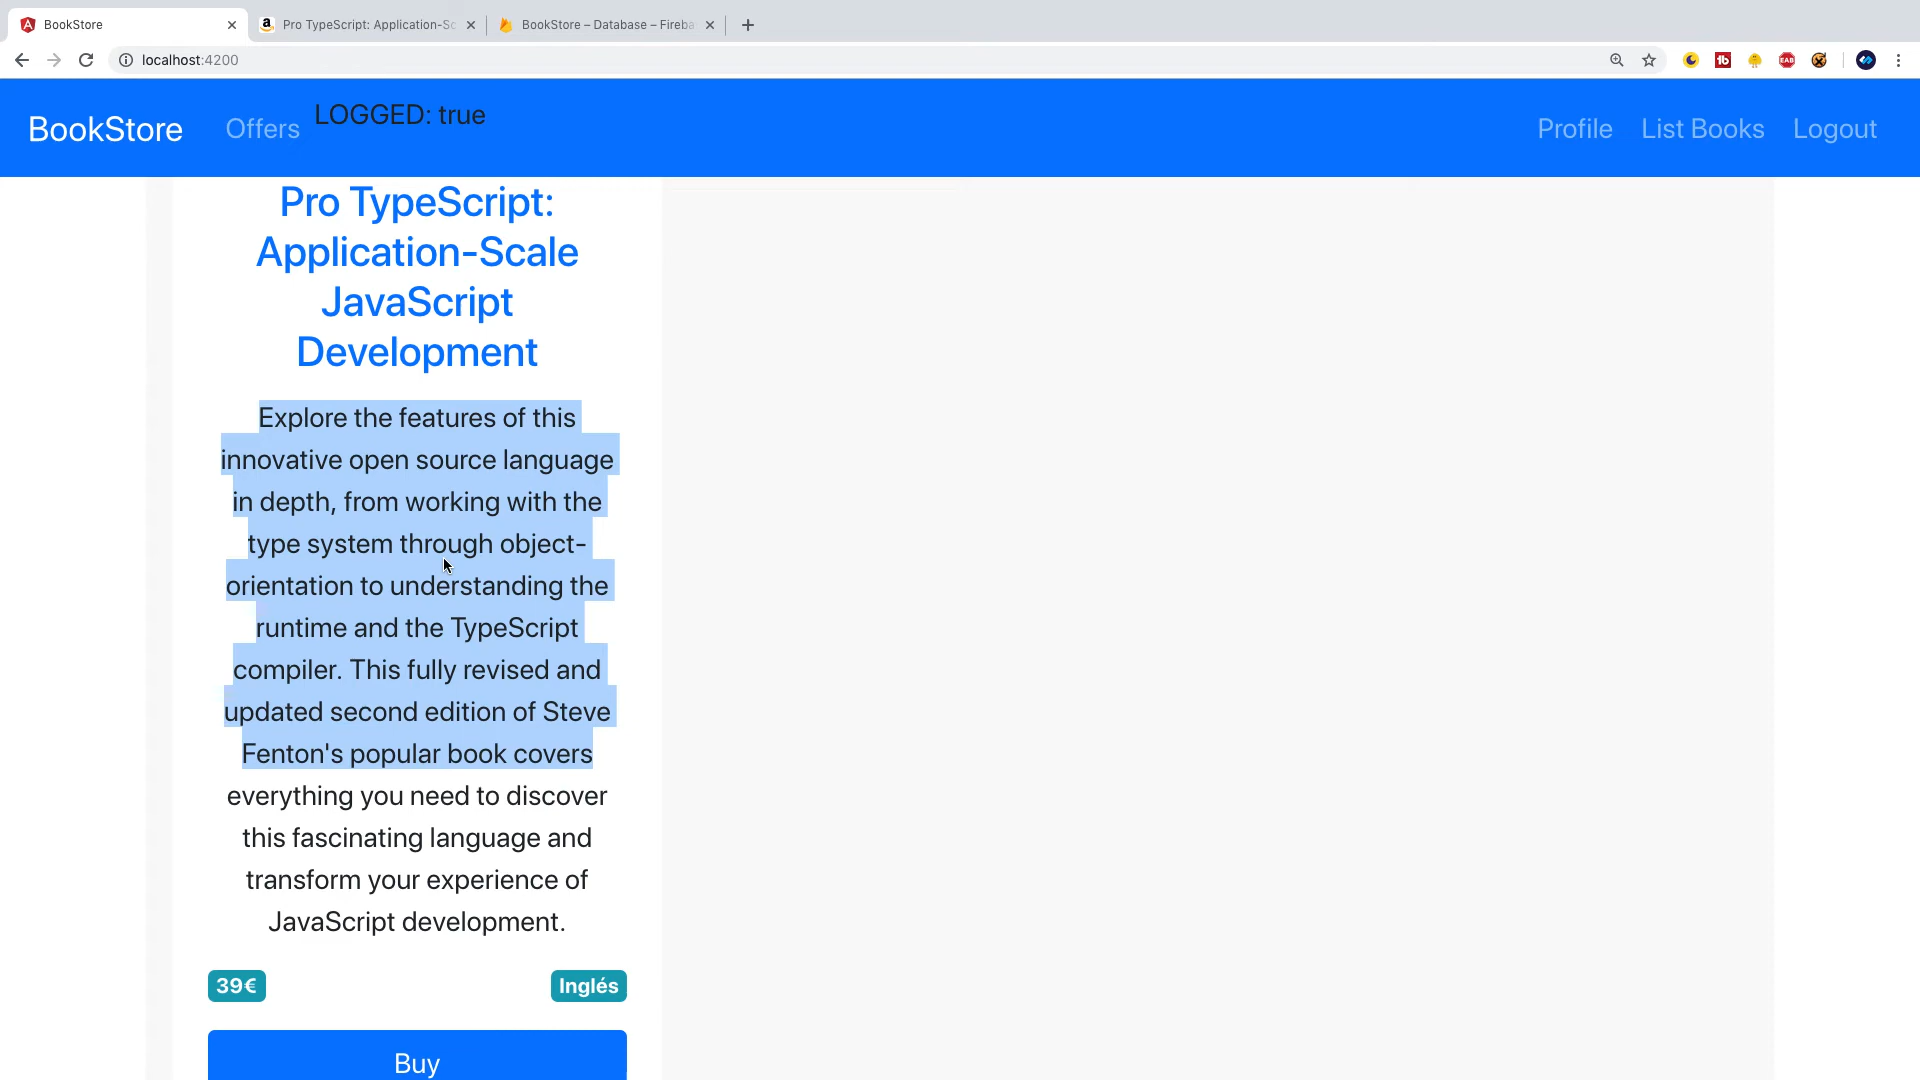 BookStore
Pro TypeScript: Application-Sc
BookStore – Database – Fireba
localhost:4200
BookStore
Offers
LOGGED: true
Profile
List Books
Logout
Pro TypeScript:
Application-Scale
JavaScript
Development
Explore the features of this
innovative open source language
in depth, from working with the
type system through object-
orientation to understanding the
runtime and the TypeScript
compiler. This fully revised and
updated second edition of Steve
Fenton's popular book covers
everything you need to discover
this fascinating language and
transform your experience of
JavaScript development.
39€
Inglés
Buy